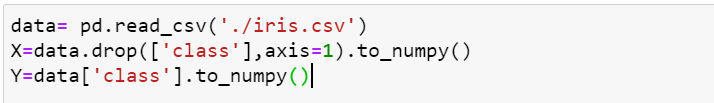 data= pd.read_csv('./iris.csv')
X=data.drop(['class'],axis=1).to_numpy()
Y=data['class'].to_numpy()